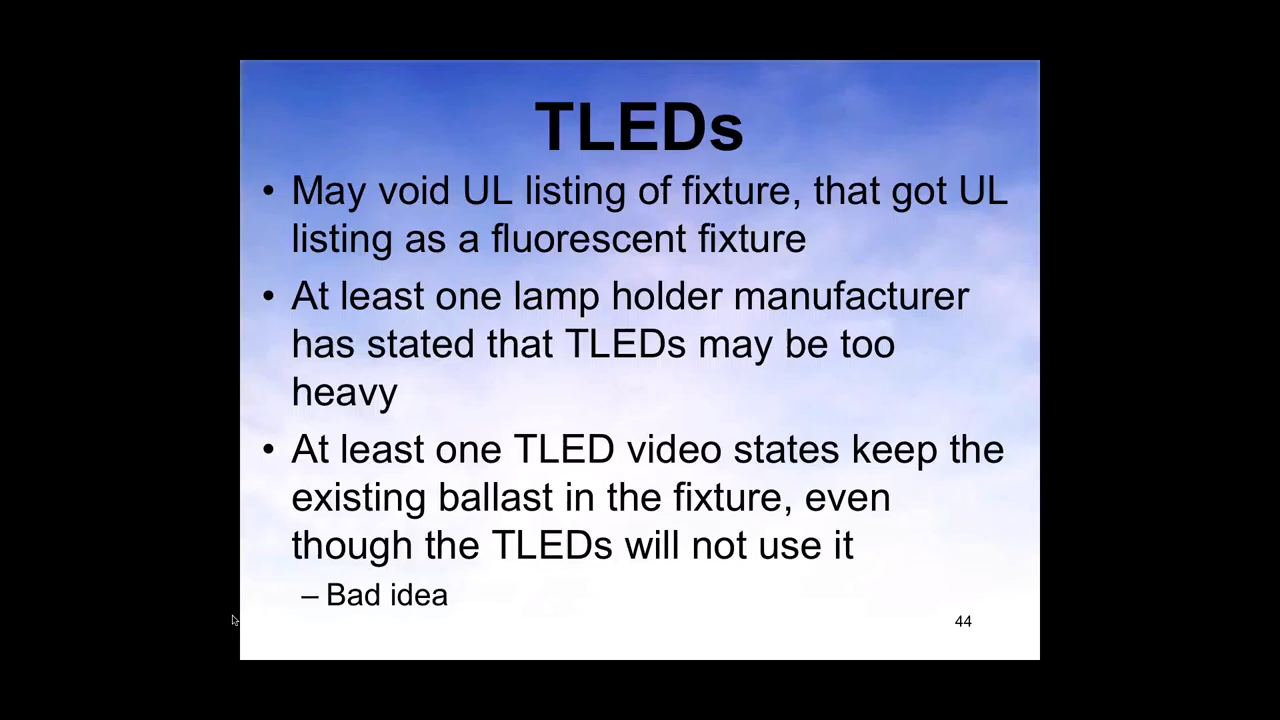 TLEDs
• May void UL listing of fixture, that got UL
listing as a fluorescent fixture
• At least one lamp holder manufacturer
has stated that TLEDs may be too
heavy
• At least one TLED video states keep the
existing ballast in the fixture, even
though the TLEDs will not use it
– Bad idea
44